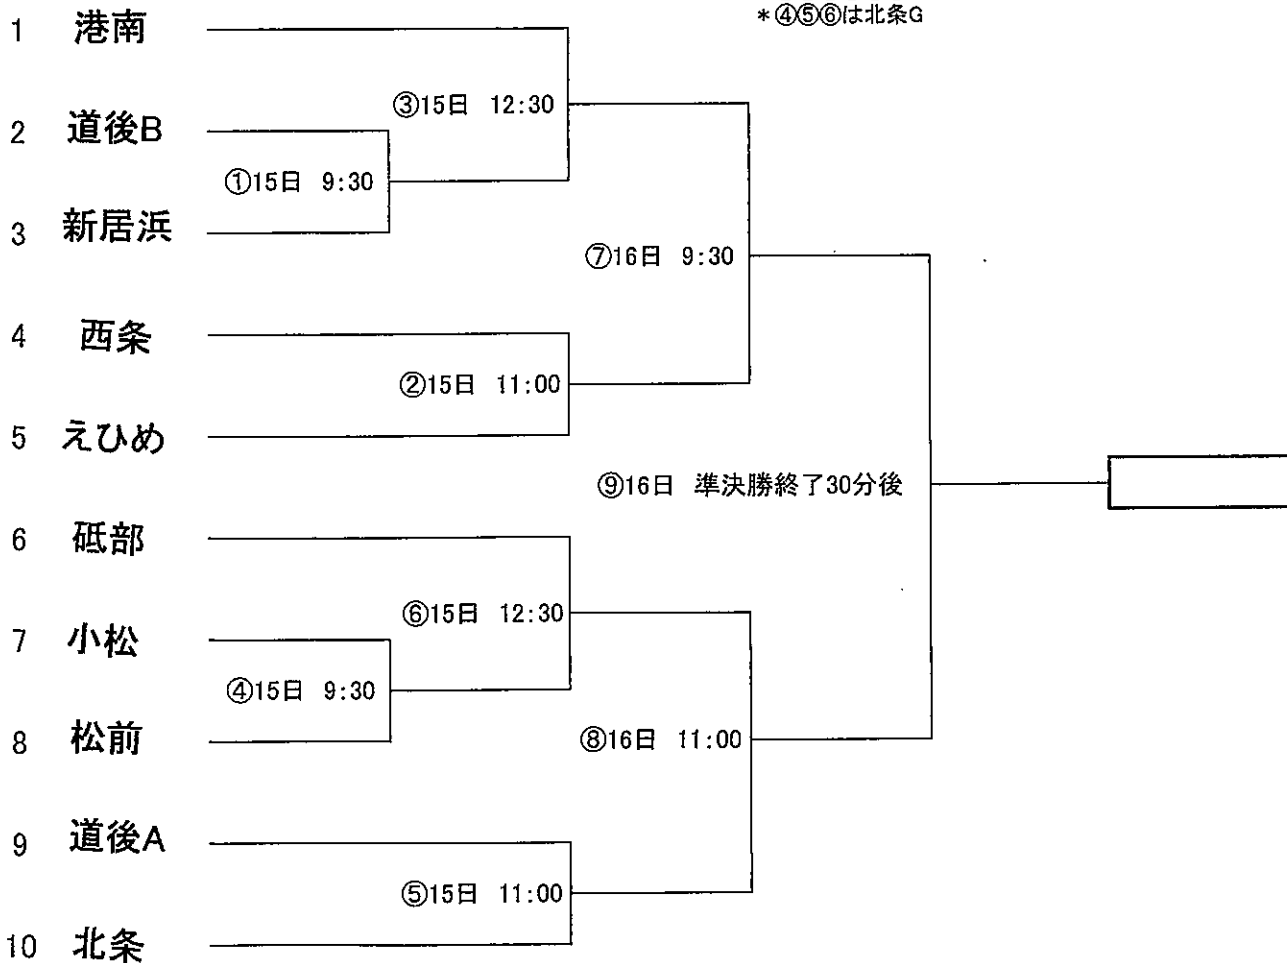 *④⑤⑥は北条G
1 港南
③15日 12:30
2 道後B
①15日 9:30
3 新居浜
⑦16日 9:30
4 西条
②15日 11:00
5 えひめ
⑨16日 準決勝終了30分後
6 砥部
⑥15日 12:30
7 小松
④15日 9:30
8 松前
⑧16日 11:00
9 道後A
⑤15日 11:00
10 北条